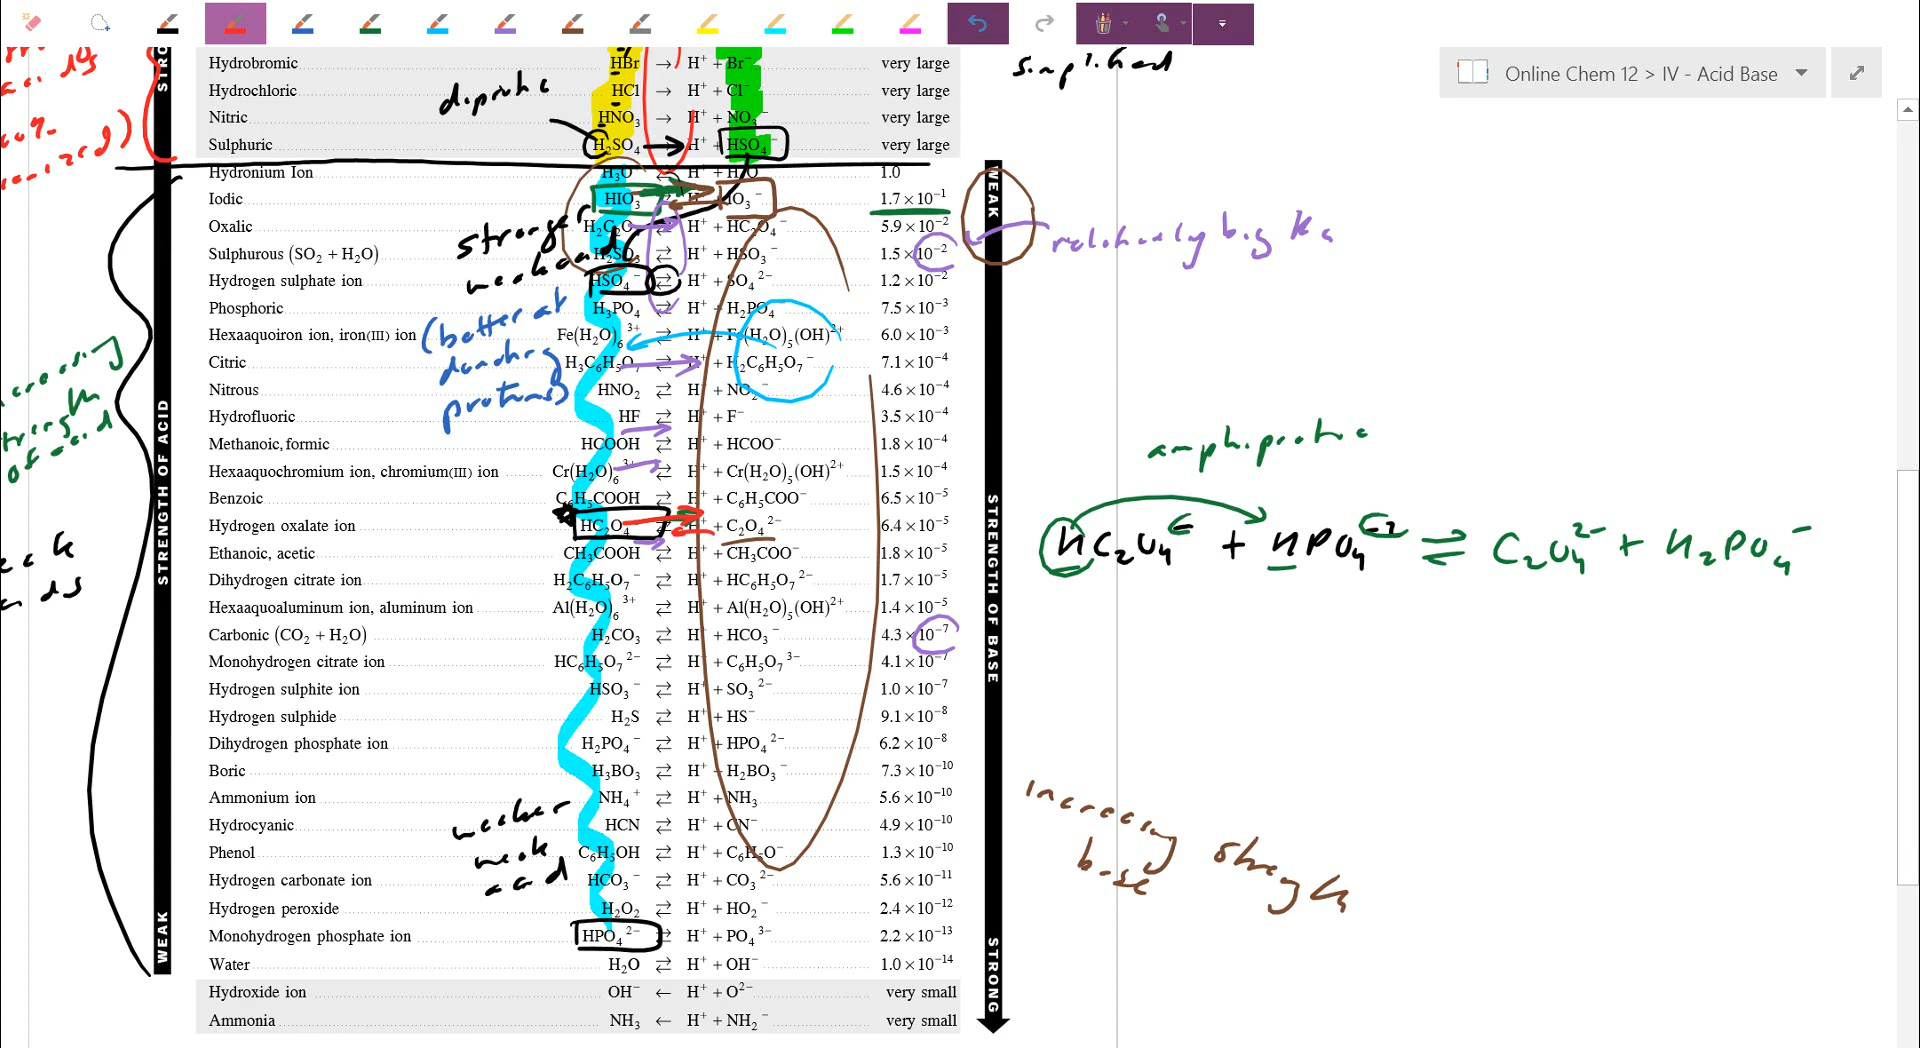 simplified
Online Chem 12 > IV - Acid Base
STRO
Hydrobromic HBr → H⁺ + Br⁻ very large
diprotic
Hydrochloric HCl → H⁺ + Cl⁻ very large
Nitric HNO₃ → H⁺ + NO₃⁻ very large
Sulphuric H₂SO₄ → H⁺ + HSO₄⁻ very large
Hydronium Ion H₃O⁺ ⇄ H⁺ + H₂O 1.0
Iodic HIO₃ ⇄ H⁺ + IO₃⁻ 1.7 × 10⁻¹
Oxalic H₂C₂O₄ ⇄ H⁺ + HC₂O₄⁻ 5.9 × 10⁻²
Sulphurous (SO₂ + H₂O) H₂SO₃ ⇄ H⁺ + HSO₃⁻ 1.5 × 10⁻²
Hydrogen sulphate ion HSO₄⁻ ⇄ H⁺ + SO₄²⁻ 1.2 × 10⁻²
Phosphoric H₃PO₄ ⇄ H⁺ + H₂PO₄⁻ 7.5 × 10⁻³
Hexaaquoiron ion, iron(III) ion Fe(H₂O)₆³⁺ ⇄ H⁺ + Fe(H₂O)₅(OH)²⁺ 6.0 × 10⁻³
Citric H₃C₆H₅O₇ ⇄ H⁺ + H₂C₆H₅O₇⁻ 7.1 × 10⁻⁴
Nitrous HNO₂ ⇄ H⁺ + NO₂⁻ 4.6 × 10⁻⁴
Hydrofluoric HF ⇄ H⁺ + F⁻ 3.5 × 10⁻⁴
Methanoic, formic HCOOH ⇄ H⁺ + HCOO⁻ 1.8 × 10⁻⁴
Hexaaquochromium ion, chromium(III) ion Cr(H₂O)₆³⁺ ⇄ H⁺ + Cr(H₂O)₅(OH)²⁺ 1.5 × 10⁻⁴
Benzoic C₆H₅COOH ⇄ H⁺ + C₆H₅COO⁻ 6.5 × 10⁻⁵
Hydrogen oxalate ion HC₂O₄⁻ ⇄ H⁺ + C₂O₄²⁻ 6.4 × 10⁻⁵
Ethanoic, acetic CH₃COOH ⇄ H⁺ + CH₃COO⁻ 1.8 × 10⁻⁵
Dihydrogen citrate ion H₂C₆H₅O₇⁻ ⇄ H⁺ + HC₆H₅O₇²⁻ 1.7 × 10⁻⁵
Hexaaquoaluminum ion, aluminum ion Al(H₂O)₆³⁺ ⇄ H⁺ + Al(H₂O)₅(OH)²⁺ 1.4 × 10⁻⁵
Carbonic (CO₂ + H₂O) H₂CO₃ ⇄ H⁺ + HCO₃⁻ 4.3 × 10⁻⁷
Monohydrogen citrate ion HC₆H₅O₇²⁻ ⇄ H⁺ + C₆H₅O₇³⁻ 4.1 × 10⁻⁷
Hydrogen sulphite ion HSO₃⁻ ⇄ H⁺ + SO₃²⁻ 1.0 × 10⁻⁷
Hydrogen sulphide H₂S ⇄ H⁺ + HS⁻ 9.1 × 10⁻⁸
Dihydrogen phosphate ion H₂PO₄⁻ ⇄ H⁺ + HPO₄²⁻ 6.2 × 10⁻⁸
Boric H₃BO₃ ⇄ H⁺ + H₂BO₃⁻ 7.3 × 10⁻¹⁰
Ammonium ion NH₄⁺ ⇄ H⁺ + NH₃ 5.6 × 10⁻¹⁰
Hydrocyanic HCN ⇄ H⁺ + CN⁻ 4.9 × 10⁻¹⁰
Phenol C₆H₅OH ⇄ H⁺ + C₆H₅O⁻ 1.3 × 10⁻¹⁰
Hydrogen carbonate ion HCO₃⁻ ⇄ H⁺ + CO₃²⁻ 5.6 × 10⁻¹¹
Hydrogen peroxide H₂O₂ ⇄ H⁺ + HO₂⁻ 2.4 × 10⁻¹²
Monohydrogen phosphate ion HPO₄²⁻ ⇄ H⁺ + PO₄³⁻ 2.2 × 10⁻¹³
Water H₂O ⇄ H⁺ + OH⁻ 1.0 × 10⁻¹⁴
Hydroxide ion OH⁻ ← H⁺ + O²⁻ very small
Ammonia NH₃ ← H⁺ + NH₂⁻ very small
STRENGTH OF ACID
WEAK
WEAK
STRENGTH OF BASE
STRONG
acids
stronger
weak acid
(better at
donating
protons)
of acid
weaker
weak
acid
relatively big Ka
amphiprotic
HC₂O₄⁻ + HPO₄⁻² ⇄ C₂O₄²⁻ + H₂PO₄⁻
increasing strength
base